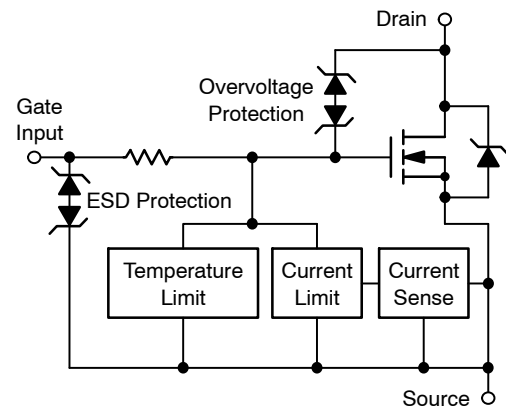 Drain
Overvoltage
Protection
Gate
Input
ESD Protection
Temperature
Limit
Current
Limit
Current
Sense
Source